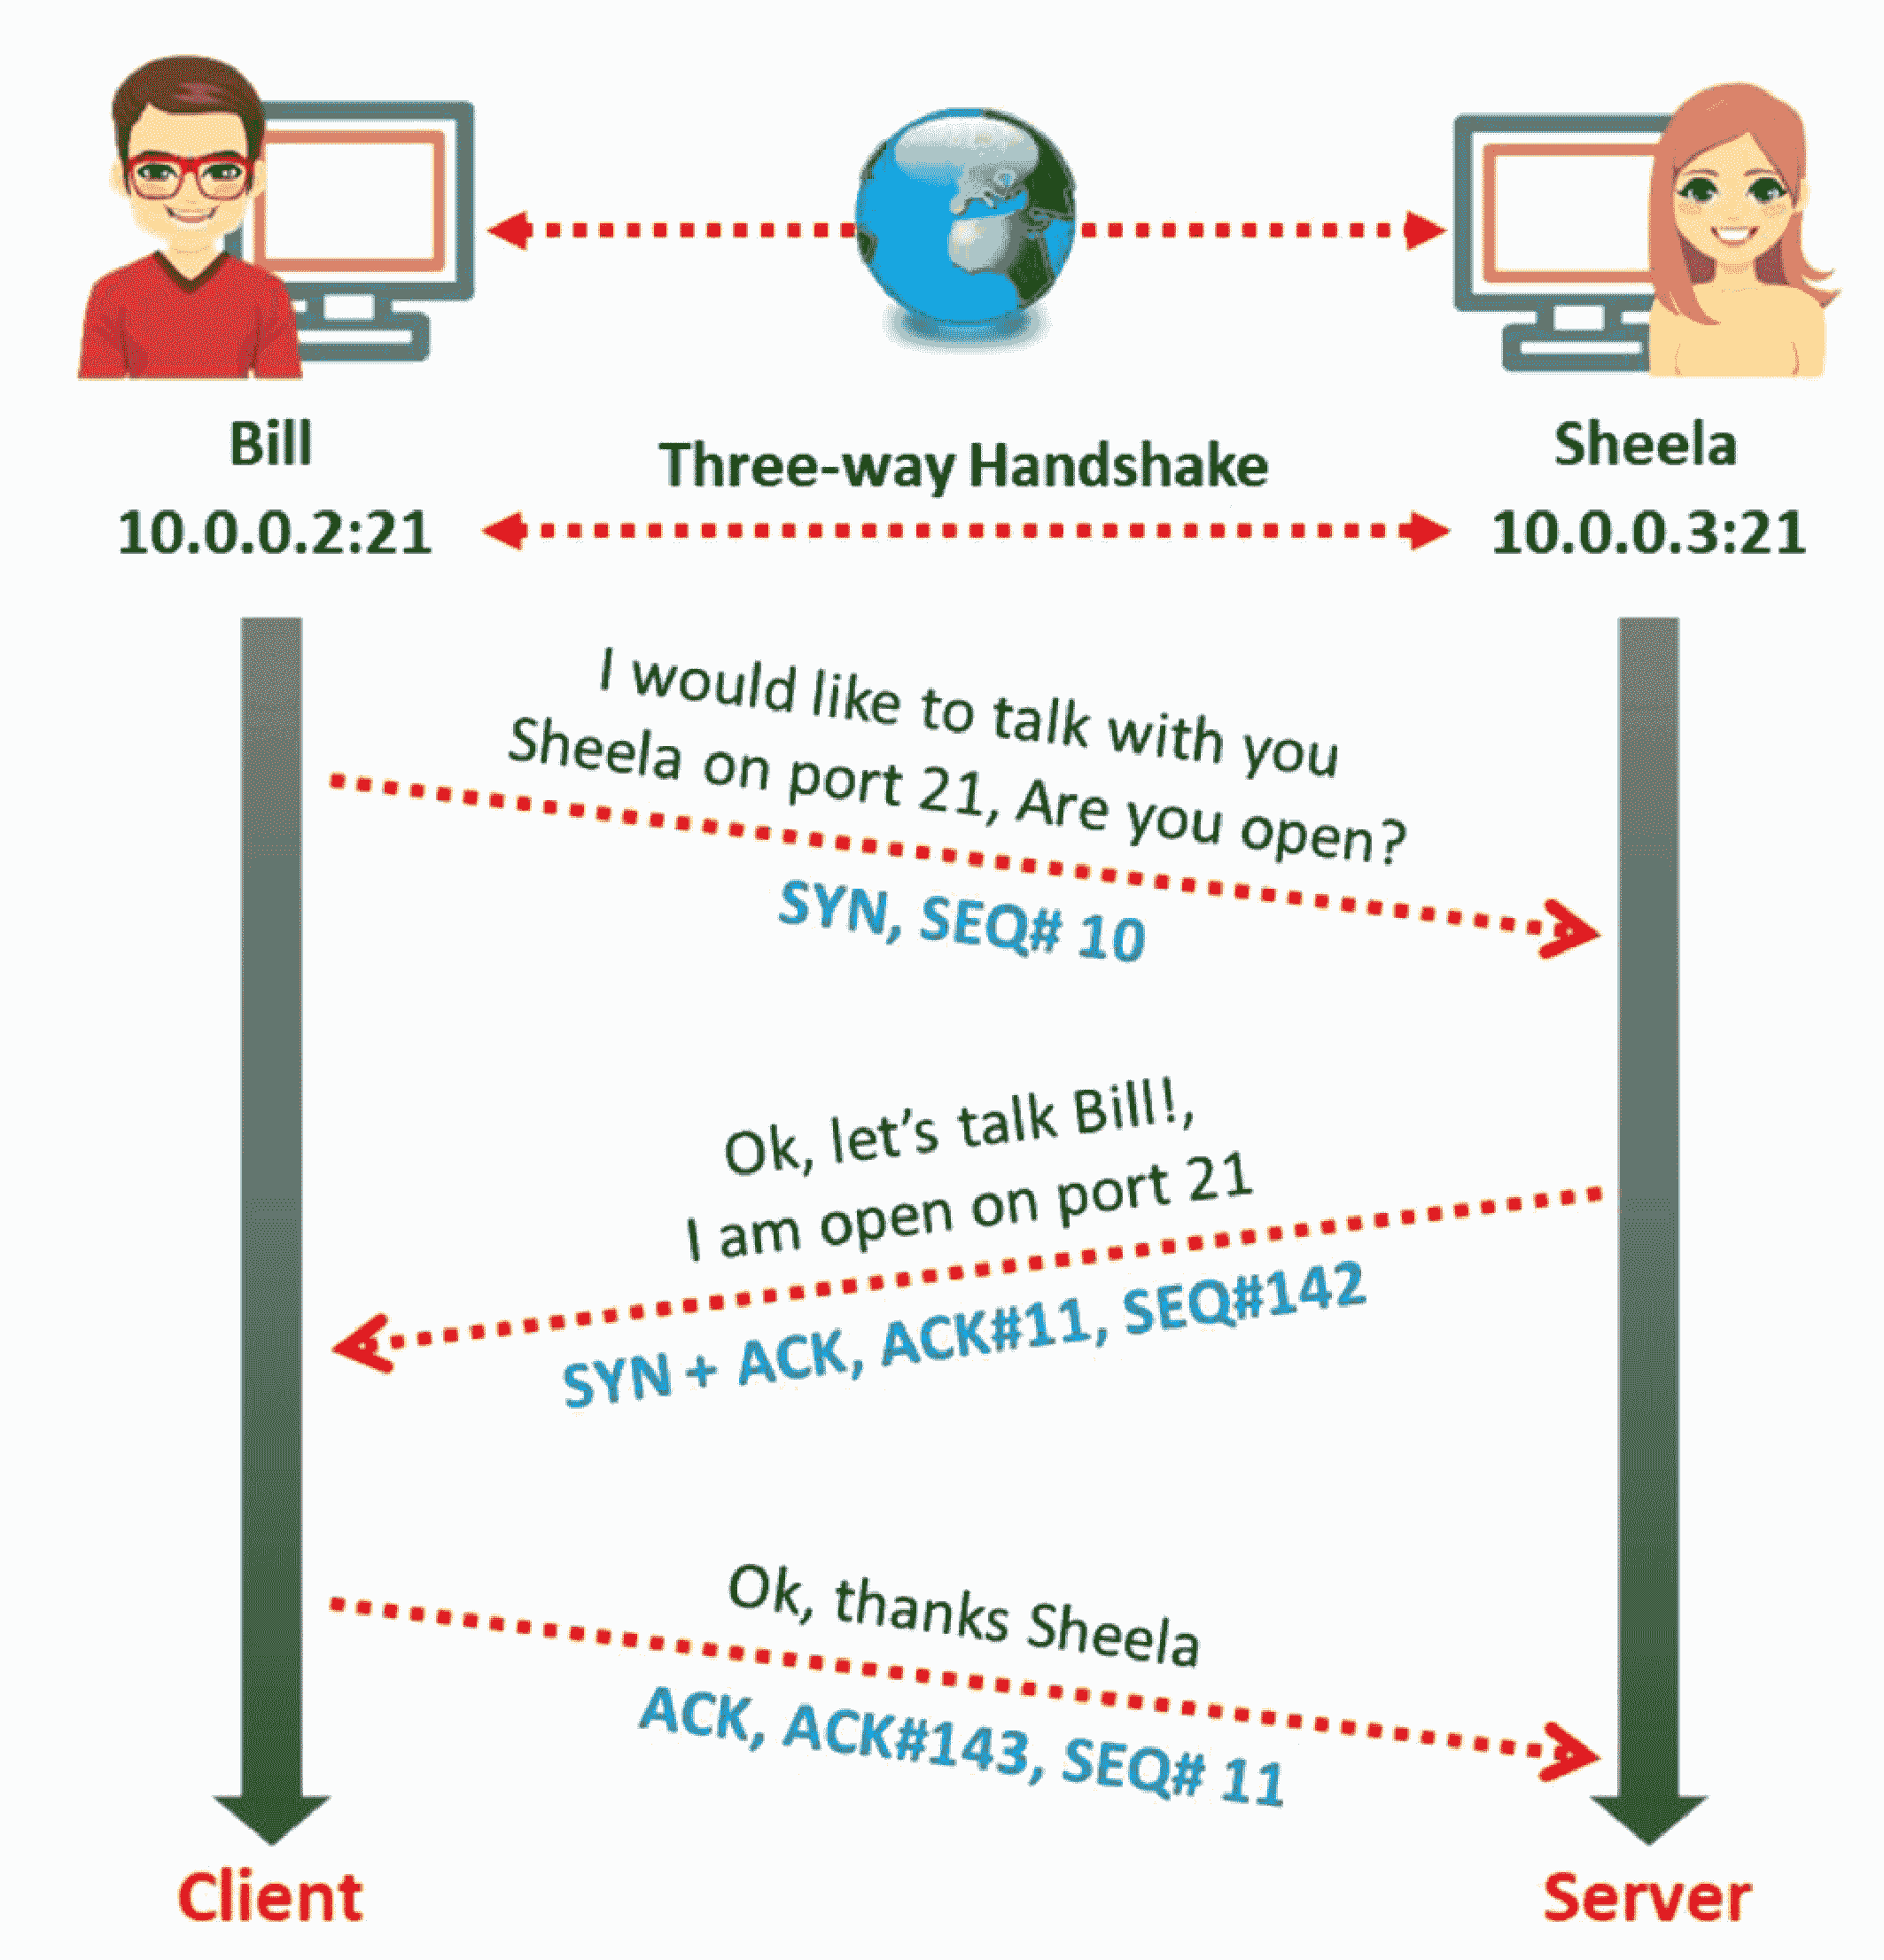 Bill
Three-way Handshake
Sheela
10.0.0.2:21
10.0.0.3:21
I would like to talk with you
Sheela on port 21, Are you open?
SYN, SEQ# 10
Ok, let’s talk Bill!,
I am open on port 21
SYN + ACK, ACK#11, SEQ#142
Ok, thanks Sheela
ACK, ACK#143, SEQ# 11
Client
Server